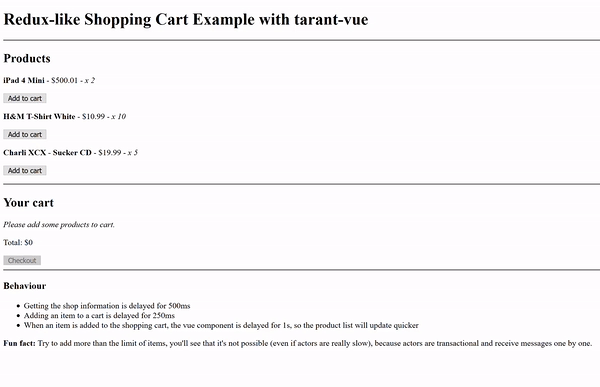 Redux-like Shopping Cart Example with tarant-vue
Products
iPad 4 Mini - $500.01 - x 2
Add to cart
H&M T-Shirt White - $10.99 - x 10
Add to cart
Charli XCX - Sucker CD - $19.99 - x 5
Add to cart
Your cart
Please add some products to cart.
Total: $0
Checkout
Behaviour
• Getting the shop information is delayed for 500ms
• Adding an item to a cart is delayed for 250ms
• When an item is added to the shopping cart, the vue component is delayed for 1s, so the product list will update quicker
Fun fact: Try to add more than the limit of items, you'll see that it's not possible (even if actors are really slow), because actors are transactional and receive messages one by one.